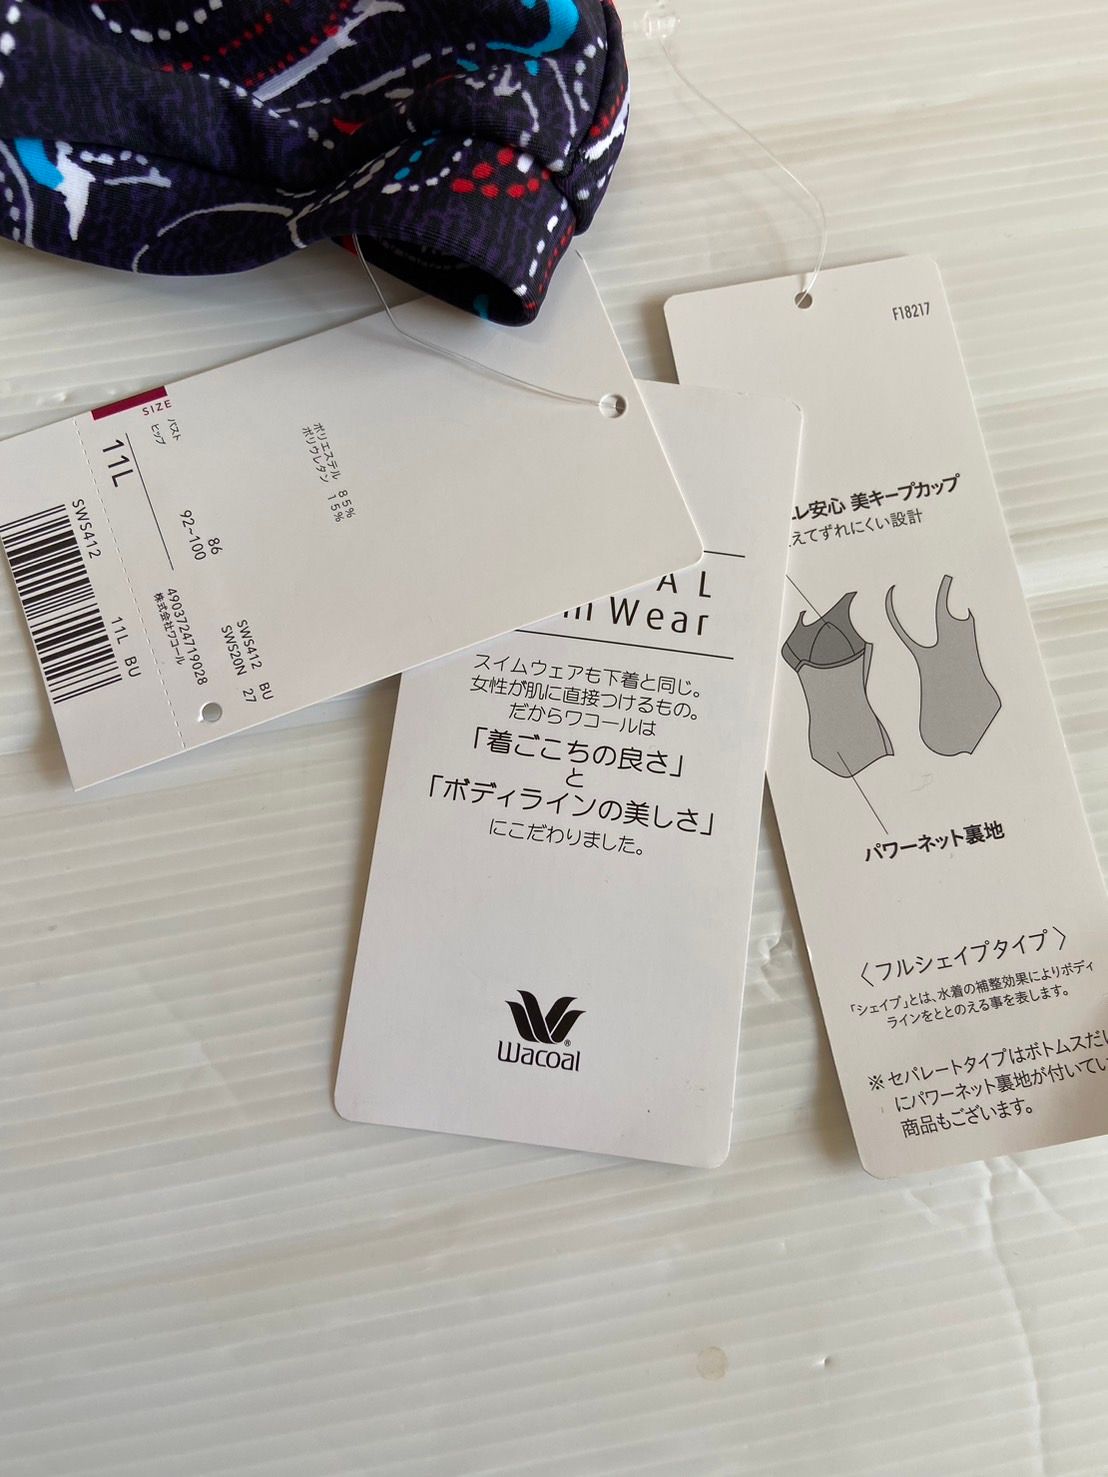 SIZE
11L
バスト
ヒップ
86
92~100
ポリエステル 85%
ポリウレタン 15%
SWS412
11L BU
4903724719028
株式会社ワコール
SWS412 BU
SWS20N 27
AL
Wear
スイムウェアも下着と同じ。
女性が肌に直接つけるもの。
だからワコールは
「着ごこちの良さ」
と
「ボディラインの美しさ」
にこだわりました。
Wacoal
®
F18217
レ安心 美キープカップ
えてずれにくい設計
パワーネット裏地
〈フルシェイプタイプ〉
「シェイプ」とは、水着の補整効果によりボディ
ラインをととのえる事を表します。
※セパレートタイプはボトムスだけ
にパワーネット裏地が付いてい
商品もございます。